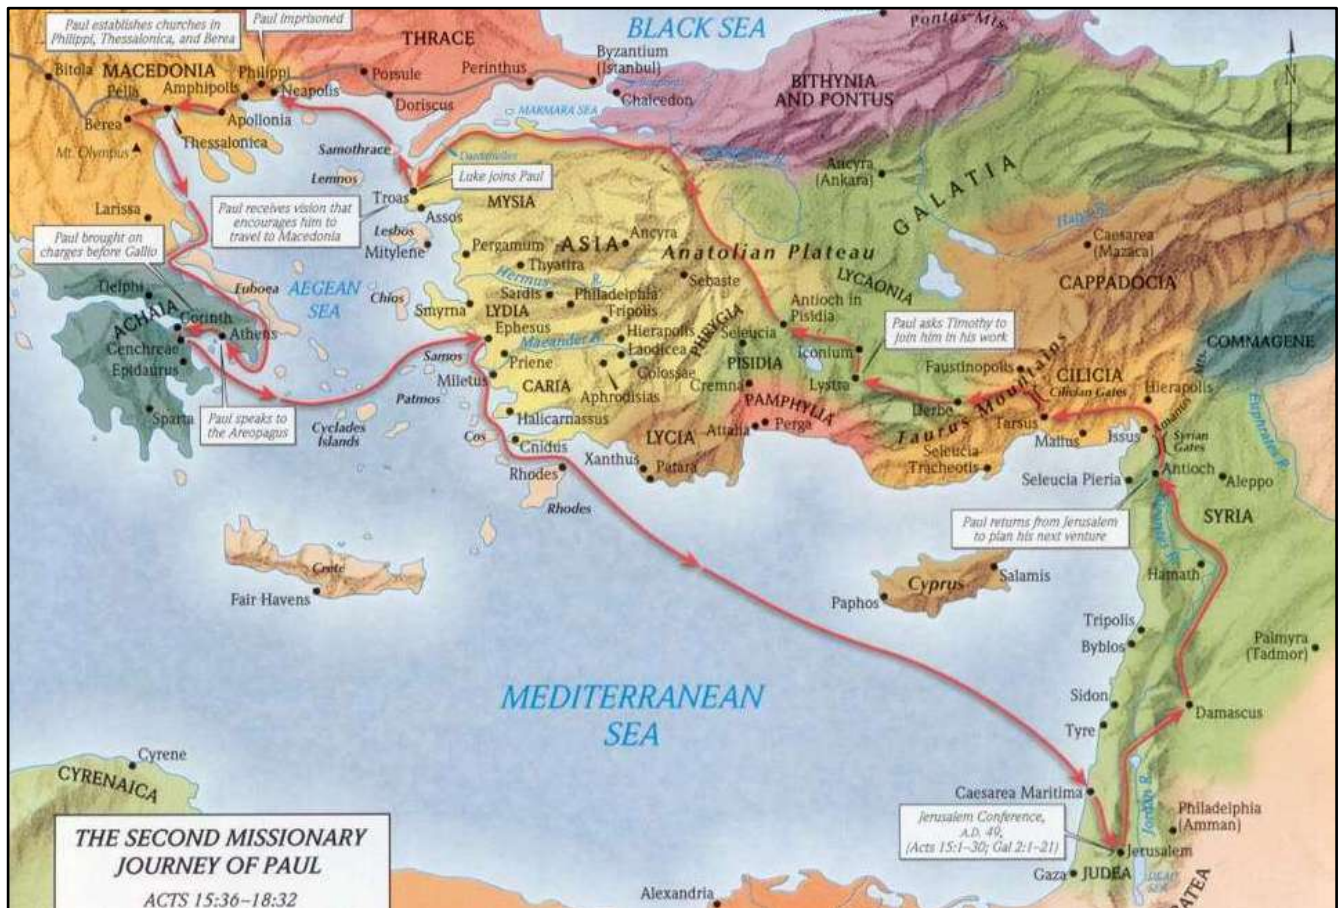 BLACK SEA
Pontus Mts.
Paul establishes churches in
Philippi, Thessalonica, and Berea
Paul imprisoned
THRACE
Byzantium
(Istanbul)
BITHYNIA
AND PONTUS
Bitola
MACEDONIA
Philippi
Porsule
Perinthus
Pella
Amphipolis
Neapolis
Doriscus
Chalcedon
MARMARA SEA
Berea
Apollonia
Thessalonica
Mt. Olympus
Samothrace
Dardanelles
Luke joins Paul
Ancyra
(Ankara)
GALATIA
Lemnos
Troas
MYSIA
Assos
Larissa
Paul receives vision that
encourages him to
travel to Macedonia
Halys R.
Lesbos
Mitylene
Paul brought on
charges before Gallio
Pergamum
ASIA
Ancyra
Anatolian Plateau
Caesarea
(Mazaca)
Thyatira
Hermus
R.
Sebaste
LYCAONIA
CAPPADOCIA
Delphi
Euboea
AEGEAN
SEA
Chios
Sardis
Philadelphia
Smyrna
LYDIA
Tripolis
Antioch in
Pisidia
ACHAIA
Corinth
Athens
Ephesus
Hierapolis
PHRYGIA
Seleucia
Paul asks Timothy to
join him in his work
Cenchreae
Maeander R.
Laodicea
Iconium
COMMAGENE
Epidaurus
Samos
Priene
Colossae
PISIDIA
Faustinopolis
CILICIA
Mts.
Miletus
CARIA
Aphrodisias
Cremna
Lystra
Cilician Gates
Hierapolis
Patmos
PAMPHYLIA
Derbe
Taurus Mountains
Tarsus
Amanus
Euphrates R.
Sparta
Paul speaks to
the Areopagus
Cyclades
Islands
Halicarnassus
Attalia
Perga
Mallus
Issus
Syrian
Gates
Cos
Cnidus
LYCIA
Seleucia
Tracheotis
Xanthus
Patara
Rhodes
Seleucia Pieria
Antioch
Aleppo
Rhodes
Paul returns from Jerusalem
to plan his next venture
SYRIA
Crete
Fair Havens
Cyprus
Salamis
Paphos
Hamath
Tripolis
Byblos
Palmyra
(Tadmor)
MEDITERRANEAN
SEA
Sidon
Tyre
Damascus
Cyrene
CYRENAICA
Caesarea Maritima
Jordan R.
Philadelphia
(Amman)
Jerusalem Conference,
A.D. 49,
(Acts 15:1–30; Gal 2:1–21)
Jerusalem
THE SECOND MISSIONARY
JOURNEY OF PAUL
ACTS 15:36–18:32
Gaza
JUDEA
DEAD
SEA
Alexandria
N